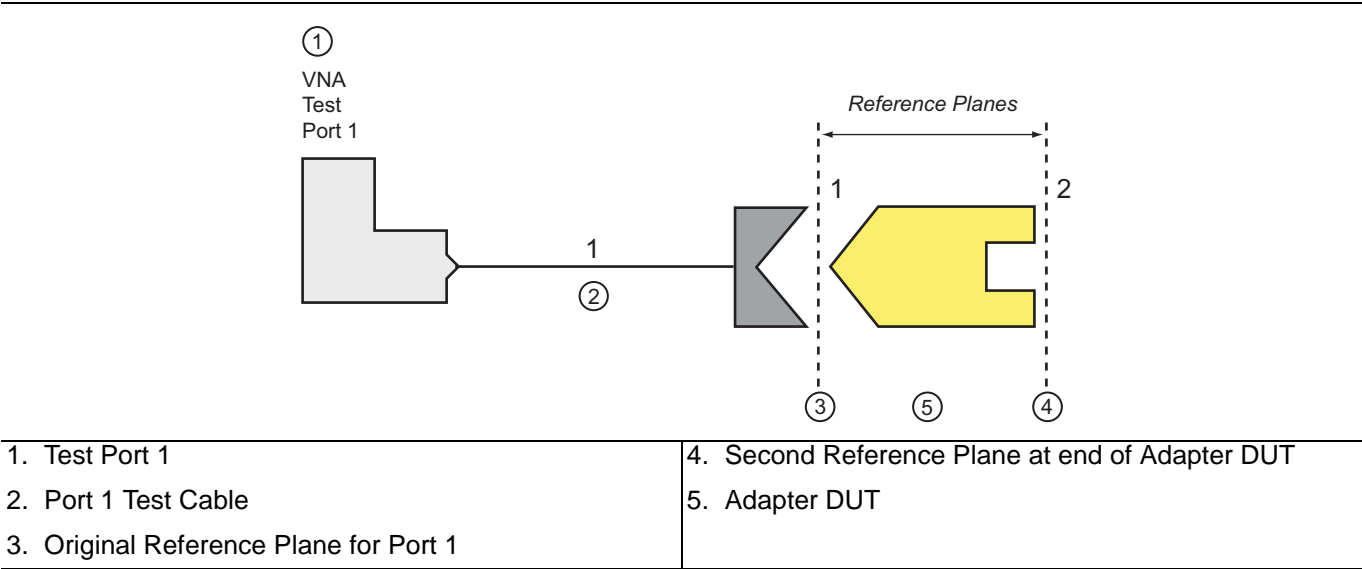 ①
VNA
Test
Port 1
Reference Planes
1
2
1
②
③
⑤
④
1. Test Port 1
2. Port 1 Test Cable
3. Original Reference Plane for Port 1
4. Second Reference Plane at end of Adapter DUT
5. Adapter DUT